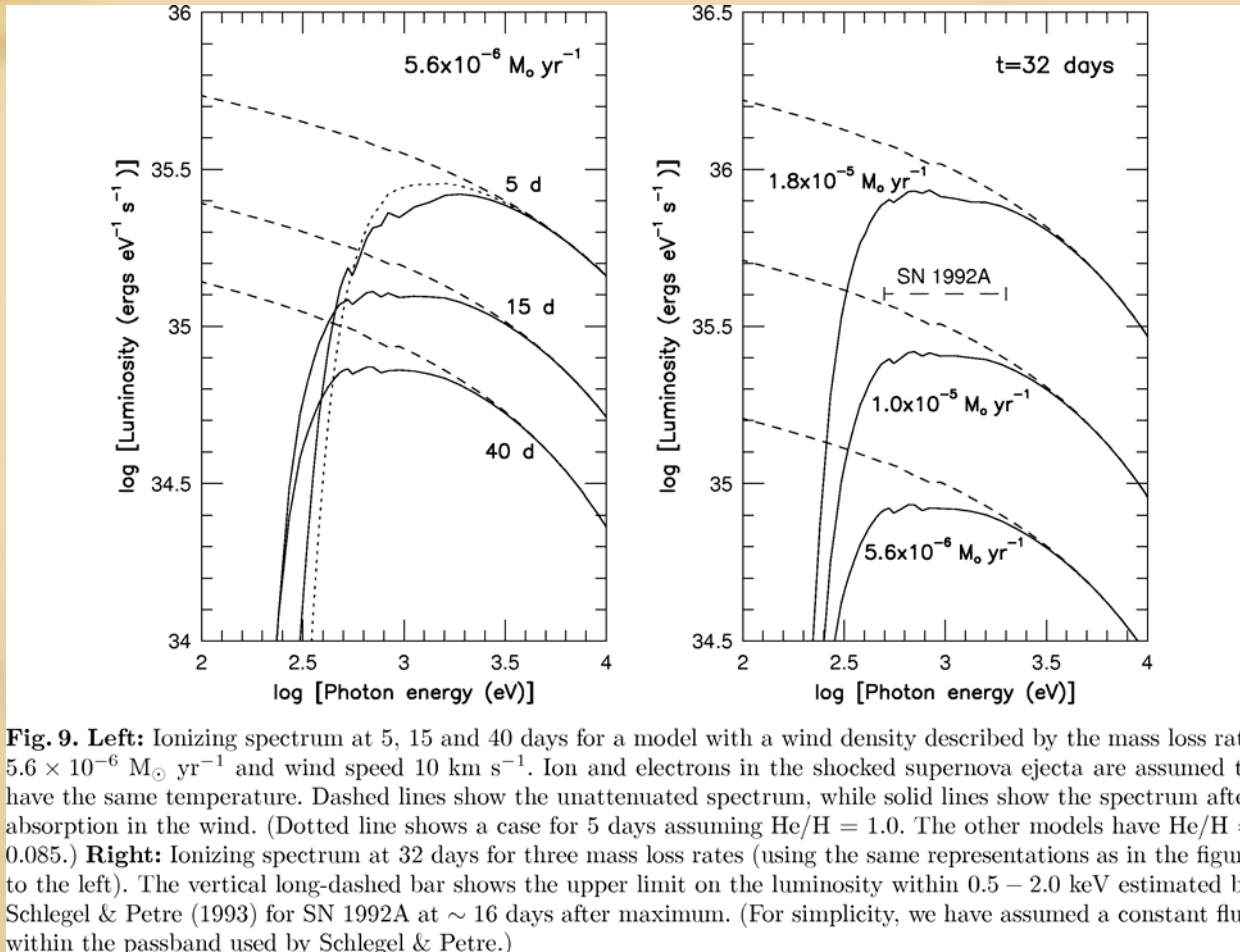 36
35.5
35
34.5
34
2
2.5
3
3.5
4
log [Photon energy (eV)]
log [Luminosity (ergs eV⁻¹ s⁻¹ )]
5.6x10⁻⁶ M₀ yr⁻¹
5 d
15 d
40 d
36.5
36
35.5
35
34.5
2
2.5
3
3.5
4
log [Photon energy (eV)]
log [Luminosity (ergs eV⁻¹ s⁻¹ )]
t=32 days
1.8x10⁻⁵ M₀ yr⁻¹
SN 1992A
1.0x10⁻⁵ M₀ yr⁻¹
5.6x10⁻⁶ M₀ yr⁻¹
Fig. 9. Left: Ionizing spectrum at 5, 15 and 40 days for a model with a wind density described by the mass loss rat
5.6 × 10⁻⁶ M⊙ yr⁻¹ and wind speed 10 km s⁻¹. Ion and electrons in the shocked supernova ejecta are assumed t
have the same temperature. Dashed lines show the unattenuated spectrum, while solid lines show the spectrum afte
absorption in the wind. (Dotted line shows a case for 5 days assuming He/H = 1.0. The other models have He/H =
0.085.) Right: Ionizing spectrum at 32 days for three mass loss rates (using the same representations as in the figur
to the left). The vertical long-dashed bar shows the upper limit on the luminosity within 0.5 − 2.0 keV estimated b
Schlegel & Petre (1993) for SN 1992A at ∼ 16 days after maximum. (For simplicity, we have assumed a constant flu
within the passband used by Schlegel & Petre.)